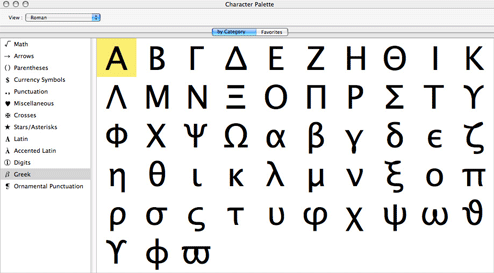 Character Palette
View : Roman
by Category Favorites
√ Math
→ Arrows
( ) Parentheses
$ Currency Symbols
‚ Punctuation
♥ Miscellaneous
✠ Crosses
✶ Stars/Asterisks
A Latin
À Accented Latin
① Digits
β Greek
¶ Ornamental Punctuation
Α Β Γ Δ Ε Ζ Η Θ Ι Κ
Λ Μ Ν Ξ Ο Π Ρ Σ Τ Υ
Φ Χ Ψ Ω α β γ δ ε ζ
η θ ι κ λ μ ν ξ ο π
ρ σ ς τ υ φ χ ψ ω ϑ
ϒ ϕ ϖ